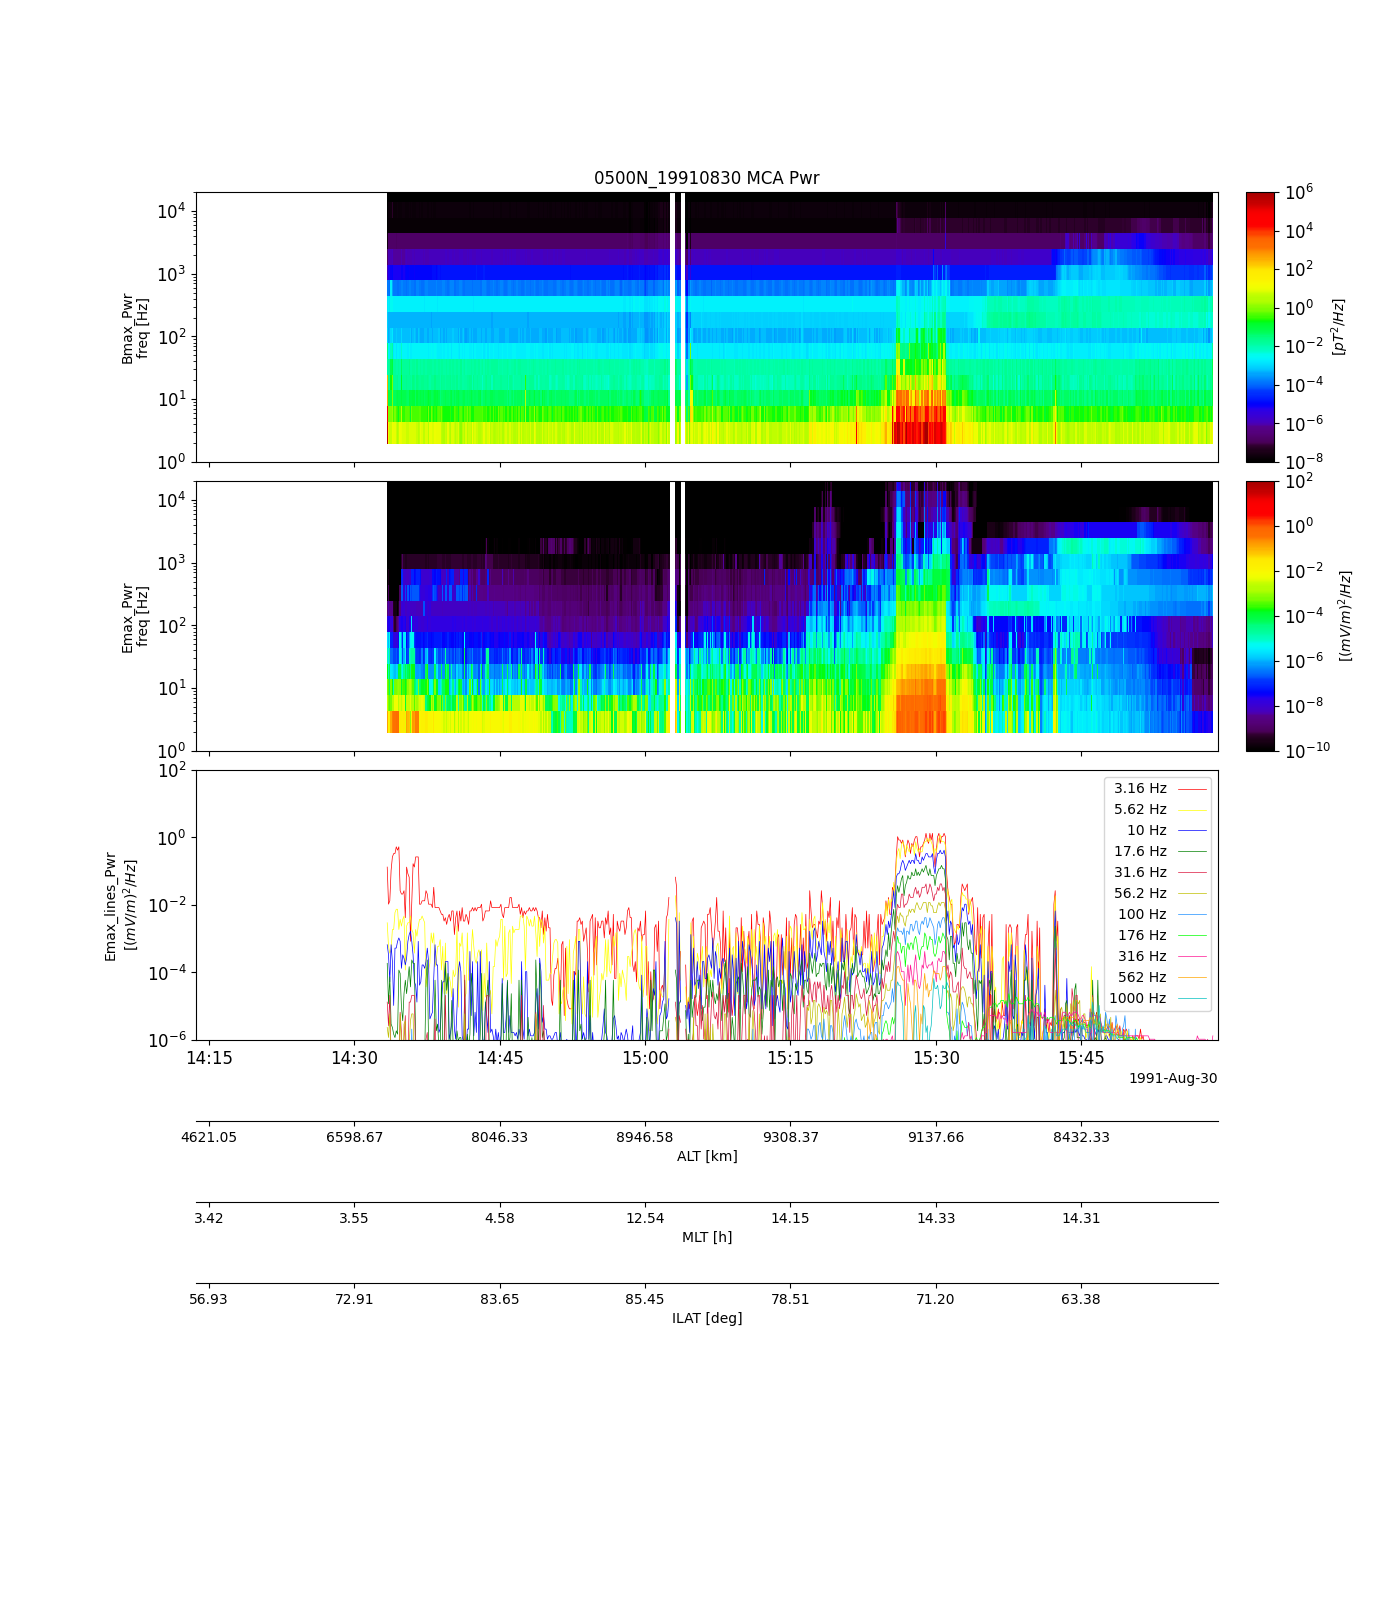 0500N_19910830 MCA Pwr
10^4
10^3
10^2
10^1
10^0
Bmax_Pwr
freq [Hz]
10^6
10^4
10^2
10^0
10^-2
10^-4
10^-6
10^-8
[pT^2/Hz]
10^4
10^3
10^2
10^1
10^0
Emax_Pwr
freq [Hz]
10^2
10^0
10^-2
10^-4
10^-6
10^-8
10^-10
[(mV/m)^2/Hz]
10^2
10^0
10^-2
10^-4
10^-6
Emax_lines_Pwr
[(mV/m)^2/Hz]
3.16 Hz
5.62 Hz
10 Hz
17.6 Hz
31.6 Hz
56.2 Hz
100 Hz
176 Hz
316 Hz
562 Hz
1000 Hz
14:15 14:30 14:45 15:00 15:15 15:30 15:45
1991-Aug-30
4621.05 6598.67 8046.33 8946.58 9308.37 9137.66 8432.33
ALT [km]
3.42 3.55 4.58 12.54 14.15 14.33 14.31
MLT [h]
56.93 72.91 83.65 85.45 78.51 71.20 63.38
ILAT [deg]